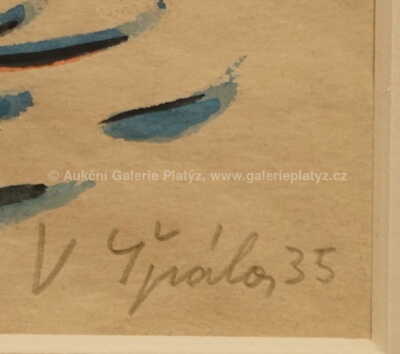 © Aukční Galerie Platýz, www.galerieplatyz.cz
V Špála 35